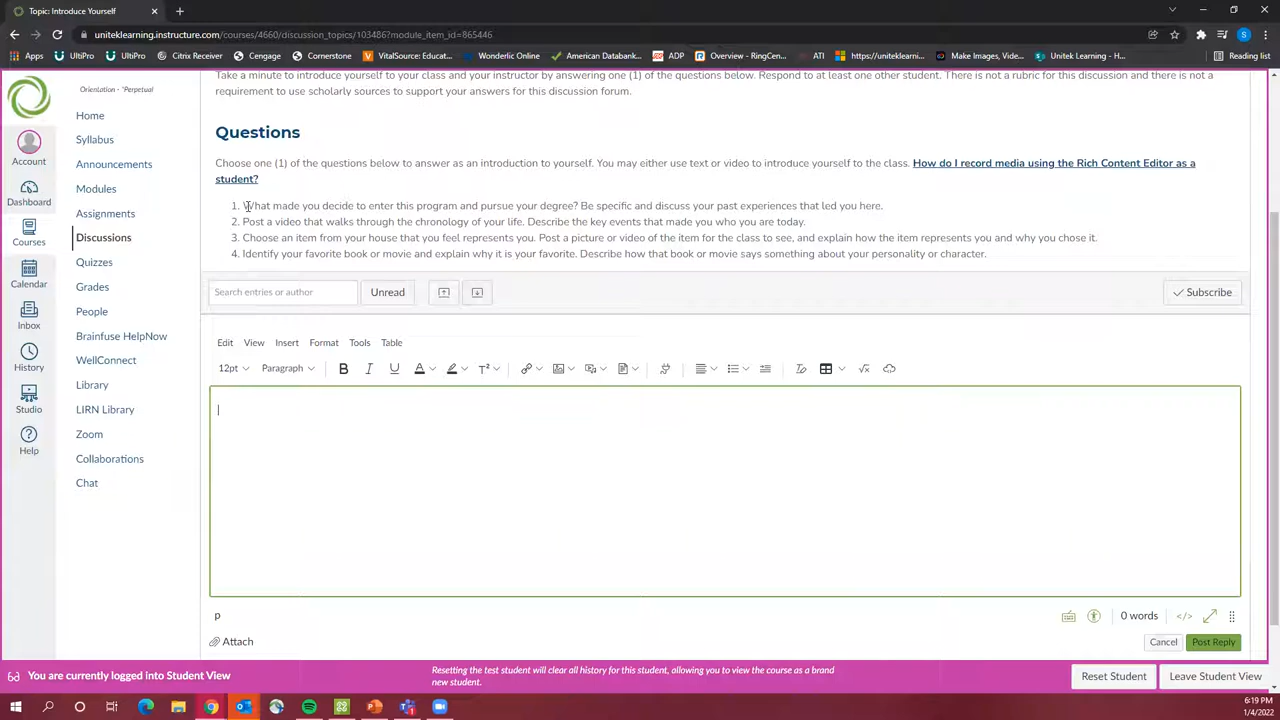 Topic: Introduce Yourself
uniteklearning.instructure.com/courses/4660/discussion_topics/103486?module_item_id=865446
Apps UltiPro UltiPro Citrix Receiver Cengage Cornerstone VitalSource: Educat... Wonderlic American Databank... ADP Overview - RingCen... ATI https://uniteklearni... Make Images, Video... Unitek Learning - H... Reading list
Take a minute to introduce yourself to your class and your instructor by answering one (1) of the questions below. Respond to at least one other student. There is not a rubric for this discussion and there is not a
requirement to use scholarly sources to support your answers for this discussion forum.
Questions
Choose one (1) of the questions below to answer as an introduction to yourself. You may either use text or video to introduce yourself to the class. How do I record media using the Rich Content Editor as a
student?
1. What made you decide to enter this program and pursue your degree? Be specific and discuss your past experiences that led you here.
2. Post a video that walks through the chronology of your life. Describe the key events that made you who you are today.
3. Choose an item from your house that you feel represents you. Post a picture or video of the item for the class to see, and explain how the item represents you and why you chose it.
4. Identify your favorite book or movie and explain why it is your favorite. Describe how that book or movie says something about your personality or character.
Search entries or author Unread Subscribe
Edit View Insert Format Tools Table
12pt Paragraph B I U A T²
p
0 words </>
Attach
Cancel Post Reply
Account
Dashboard
Courses
Calendar
Inbox
History
Studio
Help
Orientation - "Perpetual
Home
Syllabus
Announcements
Modules
Assignments
Discussions
Quizzes
Grades
People
Brainfuse HelpNow
WellConnect
Library
LIRN Library
Zoom
Collaborations
Chat
You are currently logged into Student View
Resetting the test student will clear all history for this student, allowing you to view the course as a brand
new student.
Reset Student Leave Student View
6:19 PM
1/4/2022